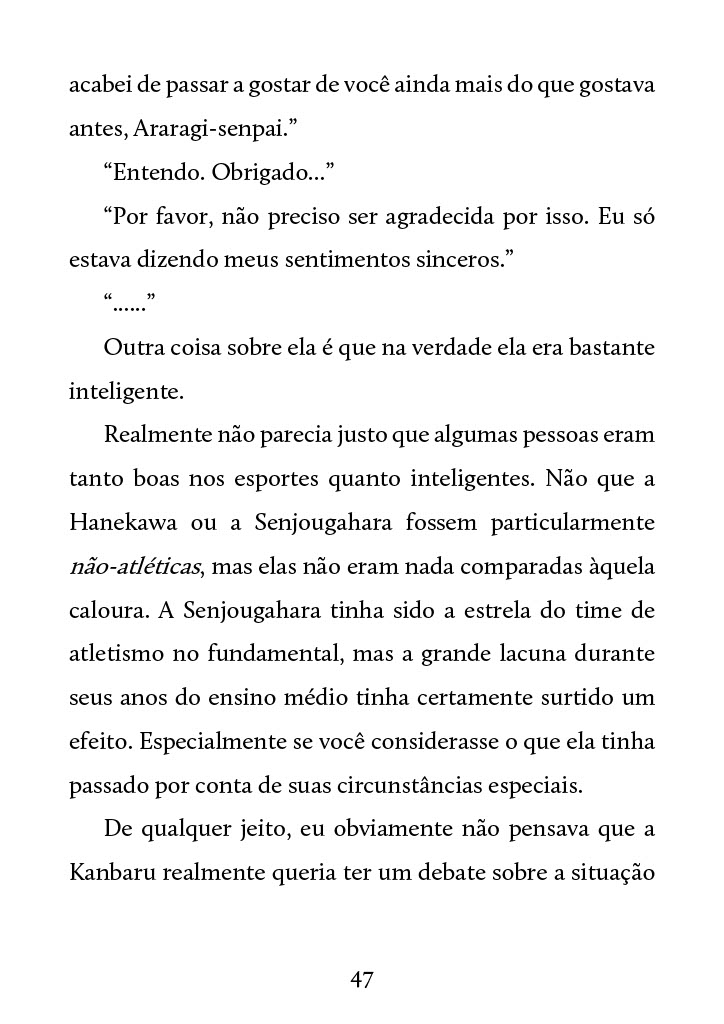 acabei de passar a gostar de você ainda mais do que gostava
antes, Araragi-senpai.”
“Entendo. Obrigado...”
“Por favor, não preciso ser agradecida por isso. Eu só
estava dizendo meus sentimentos sinceros.”
“......”
Outra coisa sobre ela é que na verdade ela era bastante
inteligente.
Realmente não parecia justo que algumas pessoas eram
tanto boas nos esportes quanto inteligentes. Não que a
Hanekawa ou a Senjougahara fossem particularmente
não-atléticas, mas elas não eram nada comparadas àquela
caloura. A Senjougahara tinha sido a estrela do time de
atletismo no fundamental, mas a grande lacuna durante
seus anos do ensino médio tinha certamente surtido um
efeito. Especialmente se você considerasse o que ela tinha
passado por conta de suas circunstâncias especiais.
De qualquer jeito, eu obviamente não pensava que a
Kanbaru realmente queria ter um debate sobre a situação
47